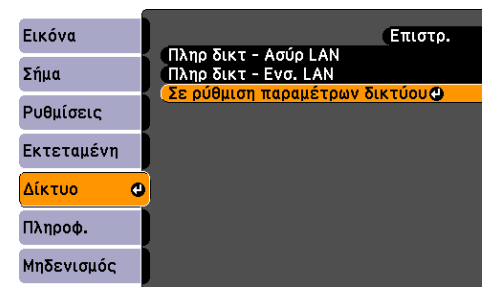 Εικόνα
Σήμα
Ρυθμίσεις
Εκτεταμένη
Δίκτυο
Πληροφ.
Μηδενισμός
Επιστρ.
Πληρ δικτ - Ασύρ LAN
Πληρ δικτ - Ενσ. LAN
Σε ρύθμιση παραμέτρων δικτύου